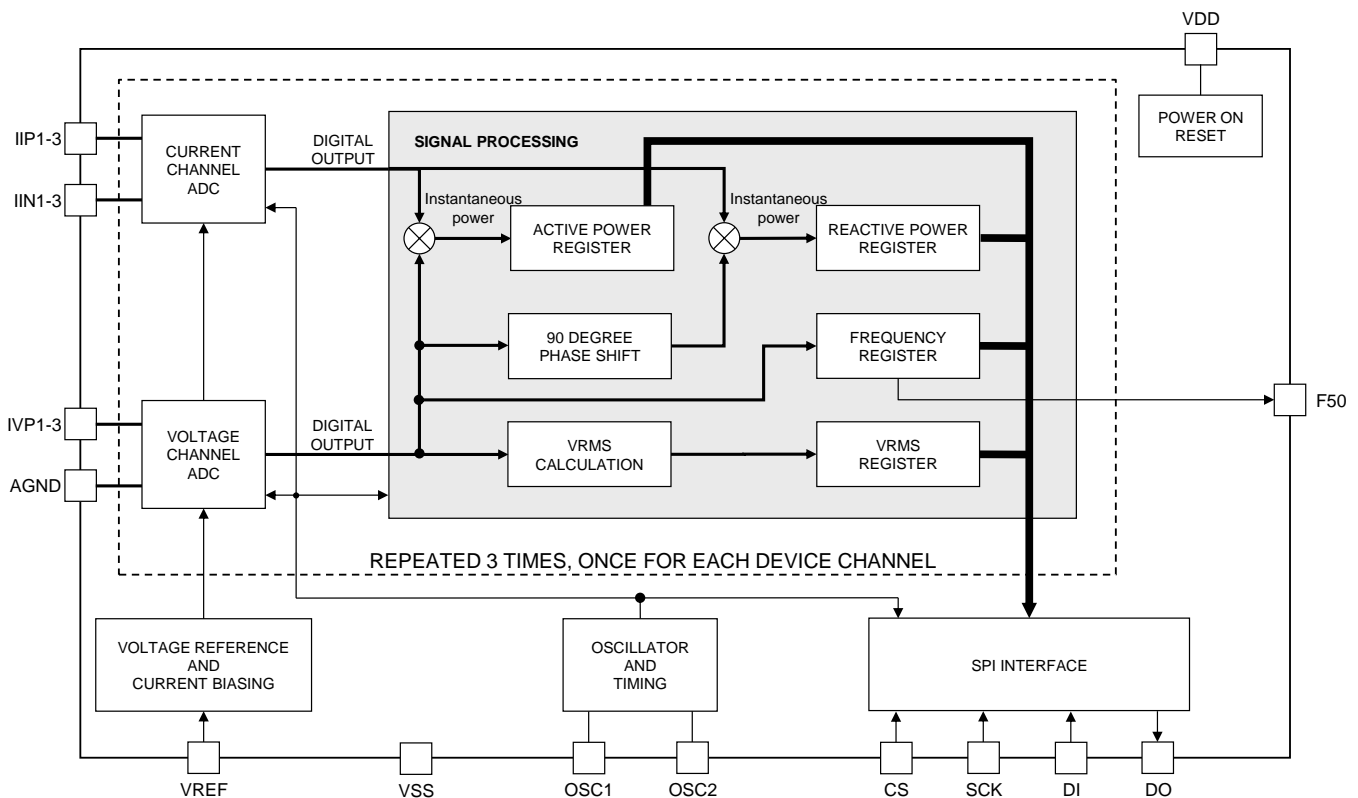 VDD
POWER ON
RESET
IIP1-3
IIN1-3
CURRENT
CHANNEL
ADC
DIGITAL
OUTPUT
SIGNAL PROCESSING
Instantaneous
power
ACTIVE POWER
REGISTER
Instantaneous
power
REACTIVE POWER
REGISTER
90 DEGREE
PHASE SHIFT
FREQUENCY
REGISTER
F50
IVP1-3
AGND
VOLTAGE
CHANNEL
ADC
DIGITAL
OUTPUT
VRMS
CALCULATION
VRMS
REGISTER
REPEATED 3 TIMES, ONCE FOR EACH DEVICE CHANNEL
VOLTAGE REFERENCE
AND
CURRENT BIASING
OSCILLATOR
AND
TIMING
SPI INTERFACE
VREF
VSS
OSC1
OSC2
CS
SCK
DI
DO